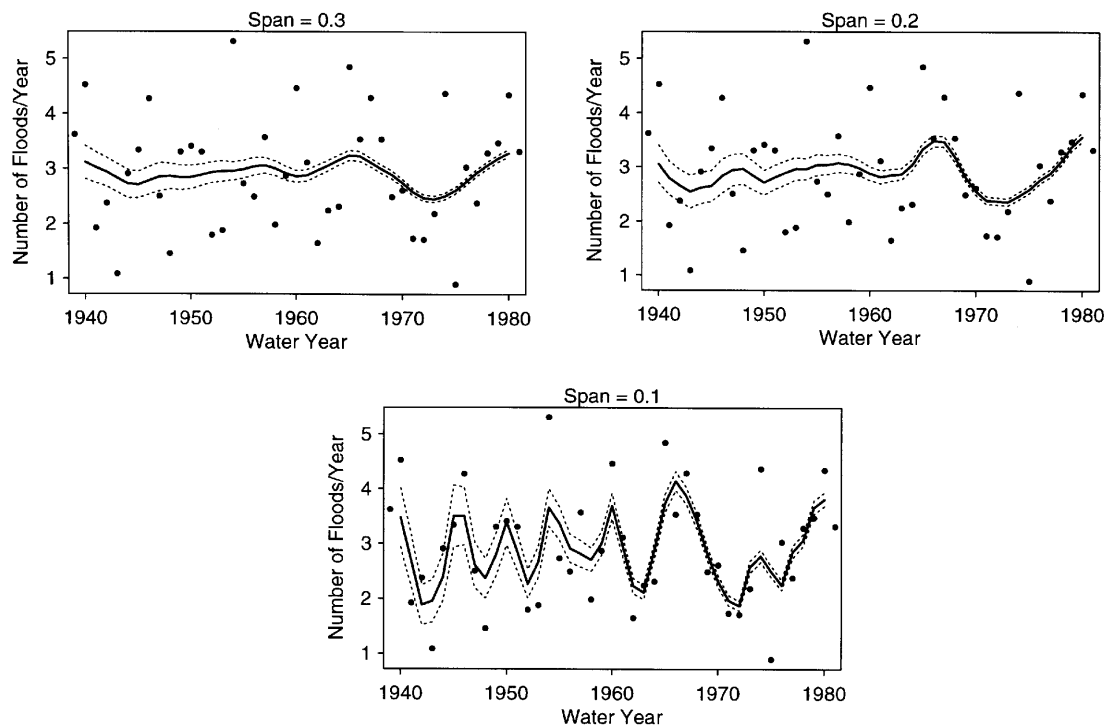 Span = 0.3
Number of Floods/Year
5
4
3
2
1
1940 1950 1960 1970 1980
Water Year
Span = 0.2
Number of Floods/Year
5
4
3
2
1
1940 1950 1960 1970 1980
Water Year
Span = 0.1
Number of Floods/Year
5
4
3
2
1
1940 1950 1960 1970 1980
Water Year